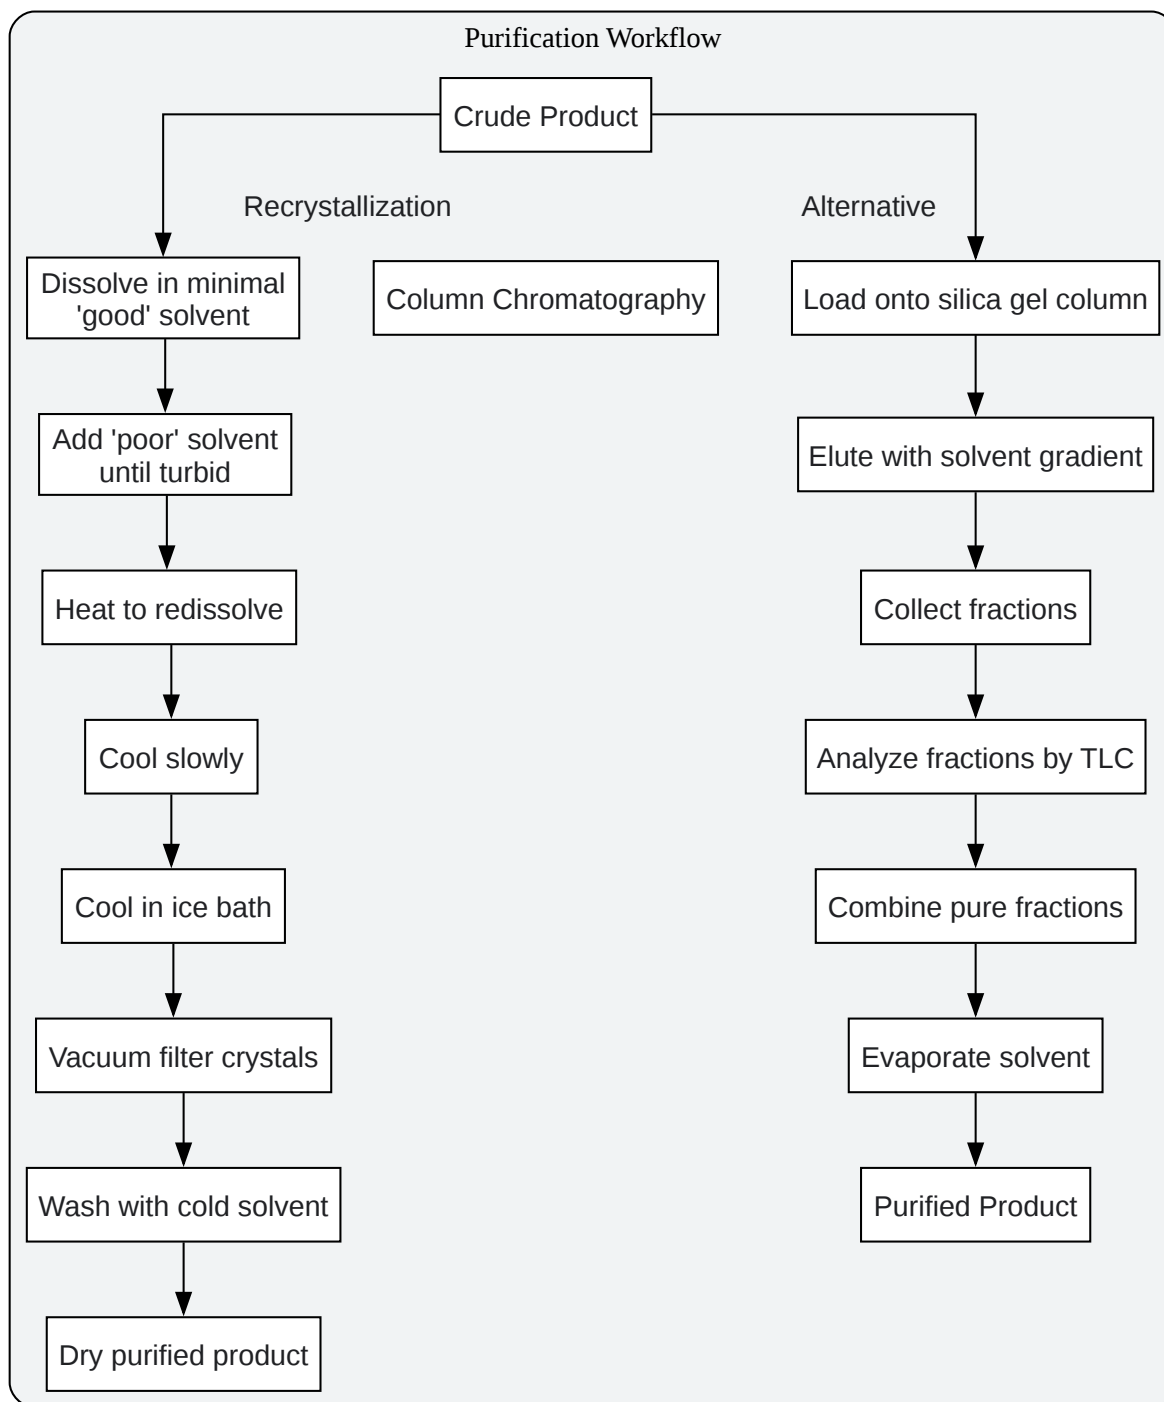 Purification Workflow
Crude Product
Recrystallization
Alternative
Dissolve in minimal
'good' solvent
Column Chromatography
Load onto silica gel column
Add 'poor' solvent
until turbid
Elute with solvent gradient
Heat to redissolve
Collect fractions
Cool slowly
Analyze fractions by TLC
Cool in ice bath
Combine pure fractions
Vacuum filter crystals
Evaporate solvent
Wash with cold solvent
Purified Product
Dry purified product